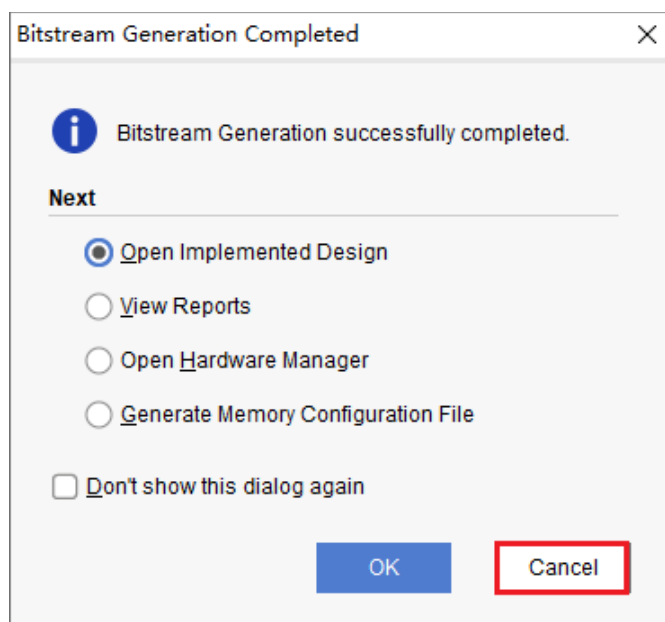 Bitstream Generation Completed
Bitstream Generation successfully completed.
Next
Open Implemented Design
View Reports
Open Hardware Manager
Generate Memory Configuration File
Don't show this dialog again
OK
Cancel